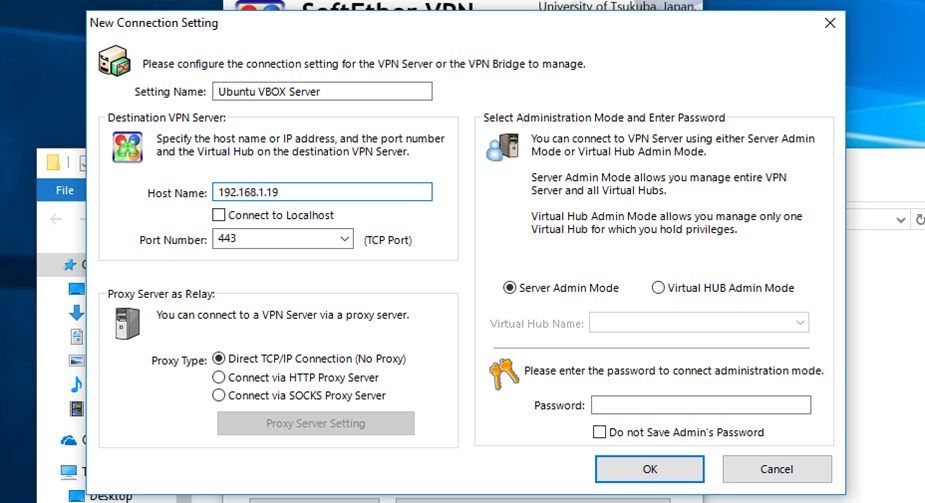 SoftEther VPN
University of Tsukuba, Japan.
New Connection Setting
Please configure the connection setting for the VPN Server or the VPN Bridge to manage.
Setting Name: Ubuntu VBOX Server
Destination VPN Server:
Specify the host name or IP address, and the port number
and the Virtual Hub on the destination VPN Server.
Host Name: 192.168.1.19
Connect to Localhost
Port Number: 443 (TCP Port)
Proxy Server as Relay:
You can connect to a VPN Server via a proxy server.
Proxy Type: Direct TCP/IP Connection (No Proxy)
Connect via HTTP Proxy Server
Connect via SOCKS Proxy Server
Proxy Server Setting
Select Administration Mode and Enter Password
You can connect to VPN Server using either Server Admin
Mode or Virtual Hub Admin Mode.
Server Admin Mode allows you manage entire VPN
Server and all Virtual Hubs.
Virtual Hub Admin Mode allows you manage only one
Virtual Hub for which you hold privileges.
Server Admin Mode Virtual HUB Admin Mode
Virtual Hub Name:
Please enter the password to connect administration mode.
Password:
Do not Save Admin's Password
OK Cancel
File
Desktop